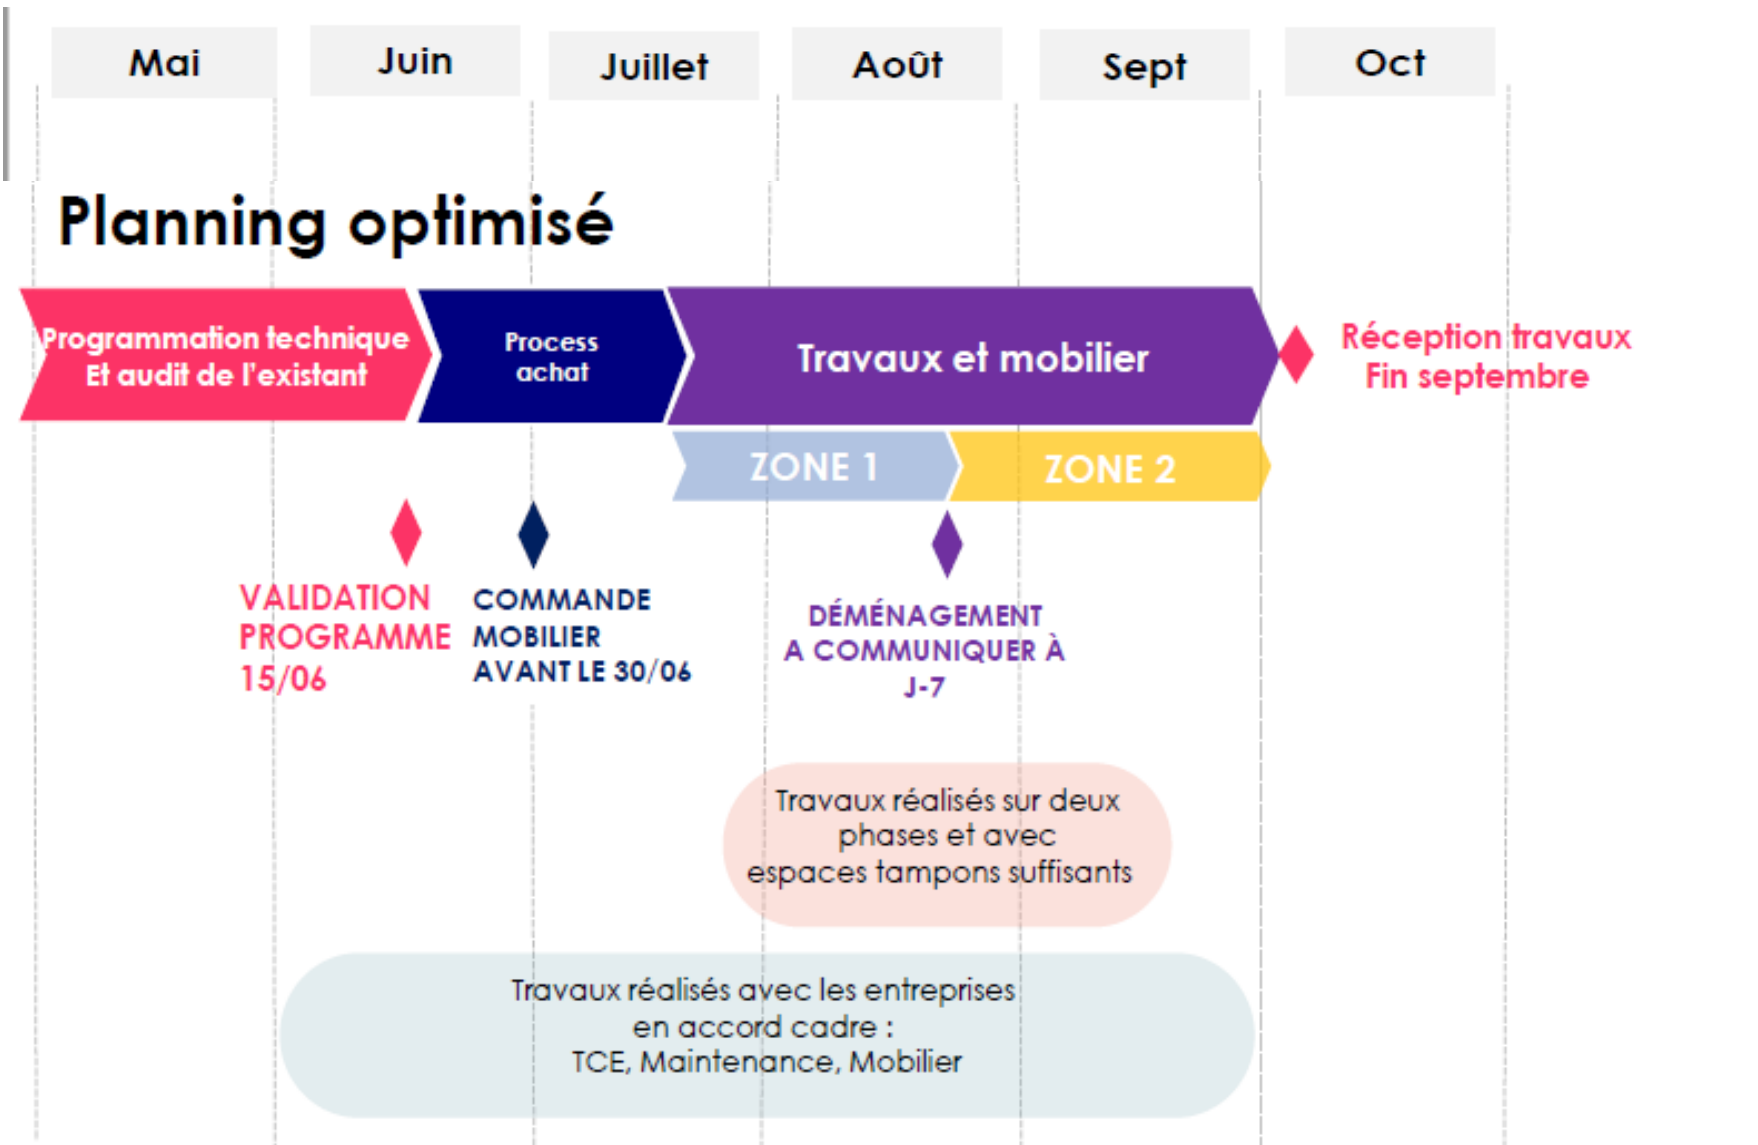 Mai
Juin
Juillet
Août
Sept
Oct
Planning optimisé
Programmation technique
Et audit de l'existant
Process
achat
Travaux et mobilier
Réception travaux
Fin septembre
ZONE 1
ZONE 2
VALIDATION
PROGRAMME
15/06
COMMANDE
MOBILIER
AVANT LE 30/06
DÉMÉNAGEMENT
A COMMUNIQUER À
J-7
Travaux réalisés sur deux
phases et avec
espaces tampons suffisants
Travaux réalisés avec les entreprises
en accord cadre :
TCE, Maintenance, Mobilier